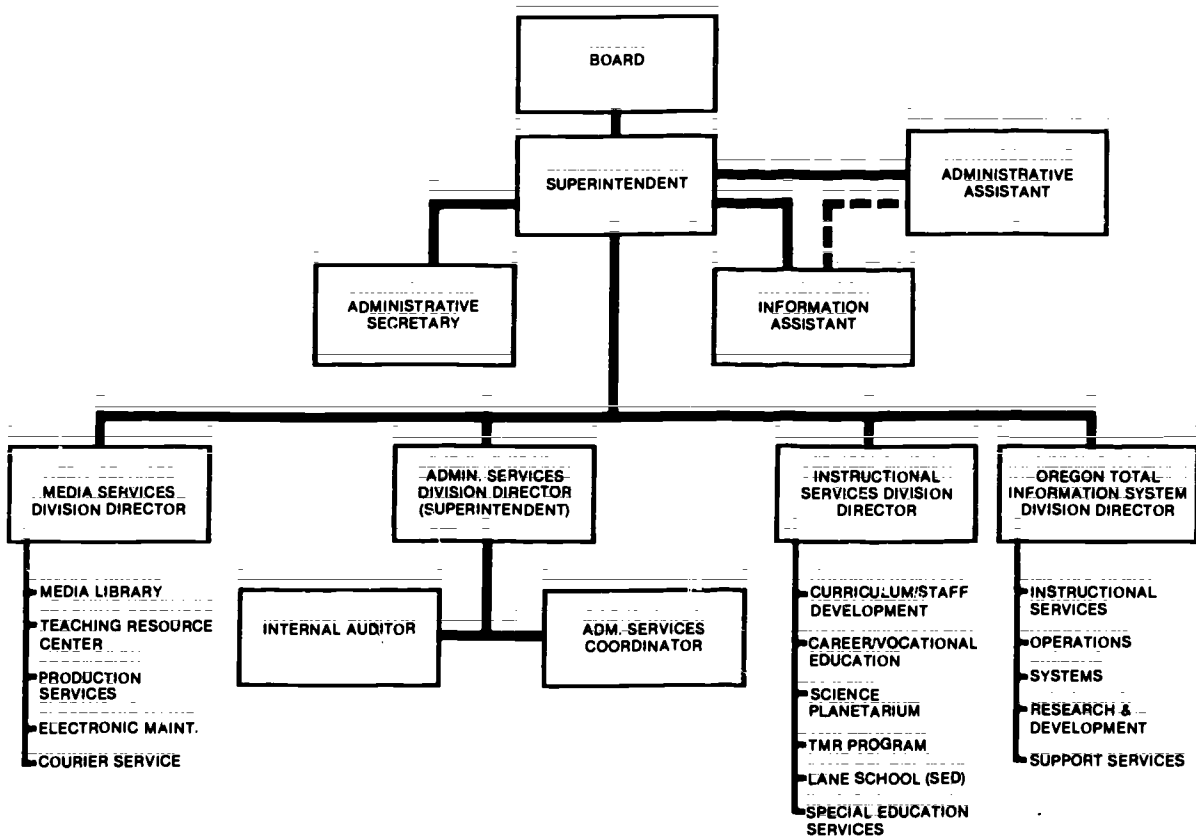 BOARD
SUPERINTENDENT
ADMINISTRATIVE
ASSISTANT
ADMINISTRATIVE
SECRETARY
INFORMATION
ASSISTANT
MEDIA SERVICES
DIVISION DIRECTOR
ADMIN. SERVICES
DIVISION DIRECTOR
(SUPERINTENDENT)
INSTRUCTIONAL
SERVICES DIVISION
DIRECTOR
OREGON TOTAL
INFORMATION SYSTEM
DIVISION DIRECTOR
MEDIA LIBRARY
TEACHING RESOURCE
CENTER
PRODUCTION
SERVICES
ELECTRONIC MAINT.
COURIER SERVICE
INTERNAL AUDITOR
ADM. SERVICES
COORDINATOR
CURRICULUM/STAFF
DEVELOPMENT
CAREER/VOCATIONAL
EDUCATION
SCIENCE
PLANETARIUM
TMR PROGRAM
LANE SCHOOL (SED)
SPECIAL EDUCATION
SERVICES
INSTRUCTIONAL
SERVICES
OPERATIONS
SYSTEMS
RESEARCH &
DEVELOPMENT
SUPPORT SERVICES